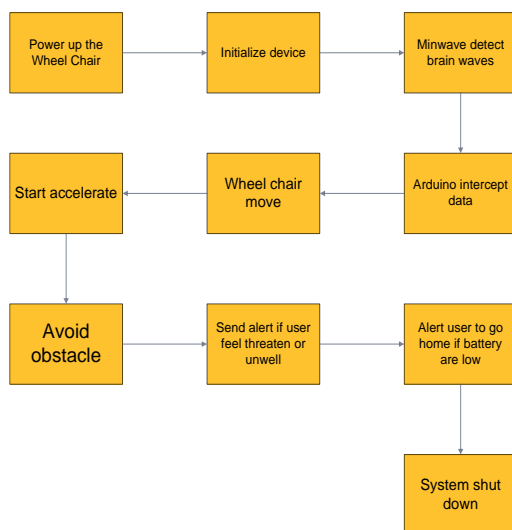 Power up the
Wheel Chair
Initialize device
Minwave detect
brain waves
Arduino intercept
data
Wheel chair
move
Start accelerate
Avoid
obstacle
Send alert if user
feel threaten or
unwell
Alert user to go
home if battery
are low
System shut
down